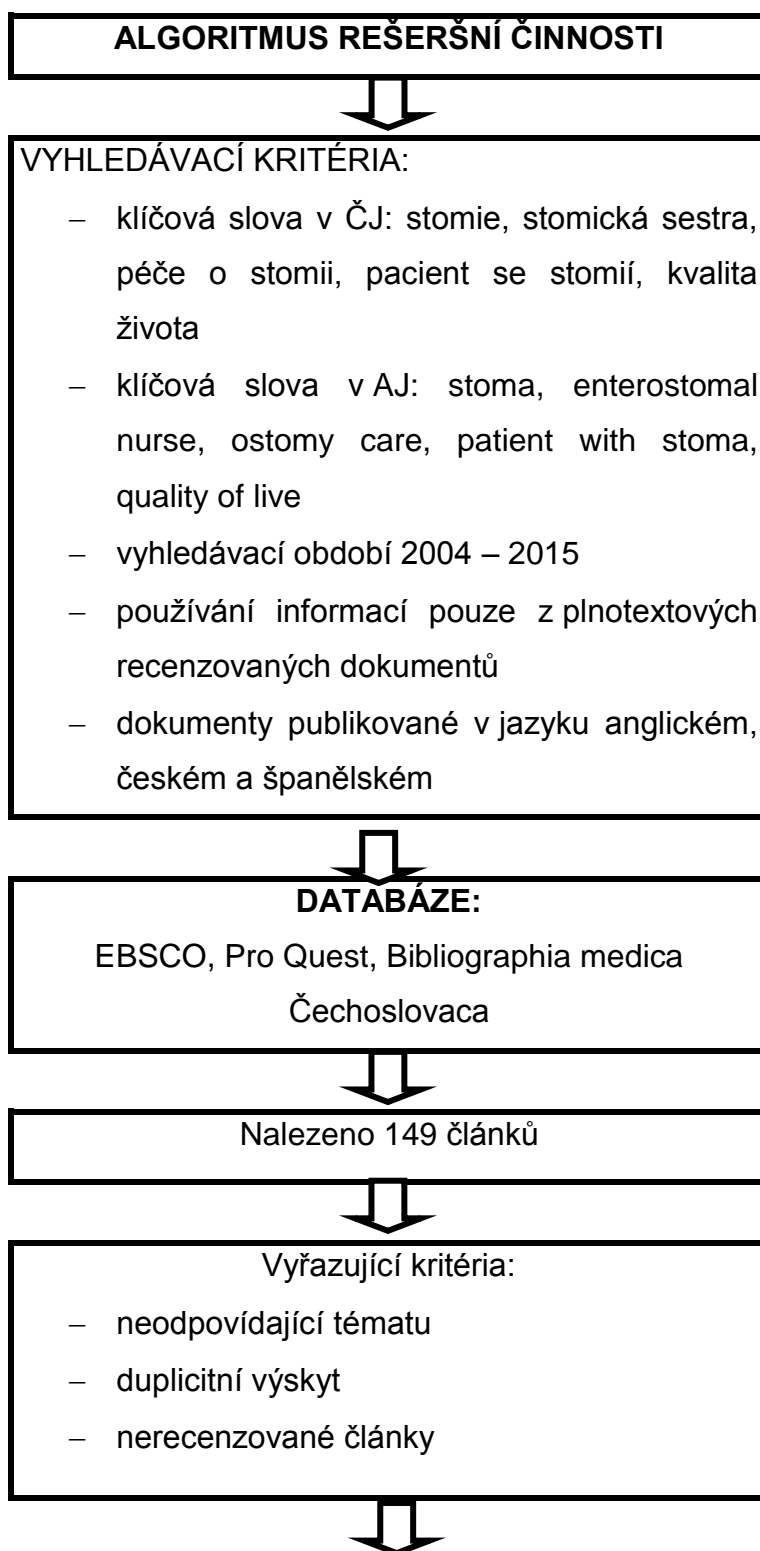 ALGORITMUS REŠERŠNÍ ČINNOSTI
VYHLEDÁVACÍ KRITÉRIA:
– klíčová slova v ČJ: stomie, stomická sestra,
péče o stomii, pacient se stomií, kvalita
života
– klíčová slova v AJ: stoma, enterostomal
nurse, ostomy care, patient with stoma,
quality of live
– vyhledávací období 2004 – 2015
– používání informací pouze z plnotextových
recenzovaných dokumentů
– dokumenty publikované v jazyku anglickém,
českém a španělském
DATABÁZE:
EBSCO, Pro Quest, Bibliographia medica
Čechoslovaca
Nalezeno 149 článků
Vyřazující kritéria:
– neodpovídající tématu
– duplicitní výskyt
– nerecenzované články